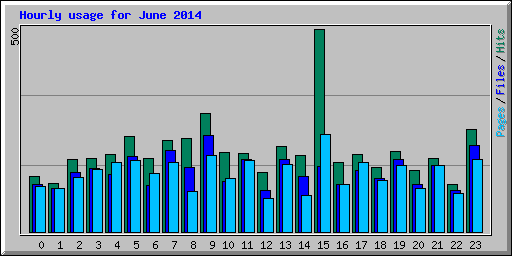 Hourly usage for June 2014
500
Pages / Files / Hits
0 1 2 3 4 5 6 7 8 9 10 11 12 13 14 15 16 17 18 19 20 21 22 23